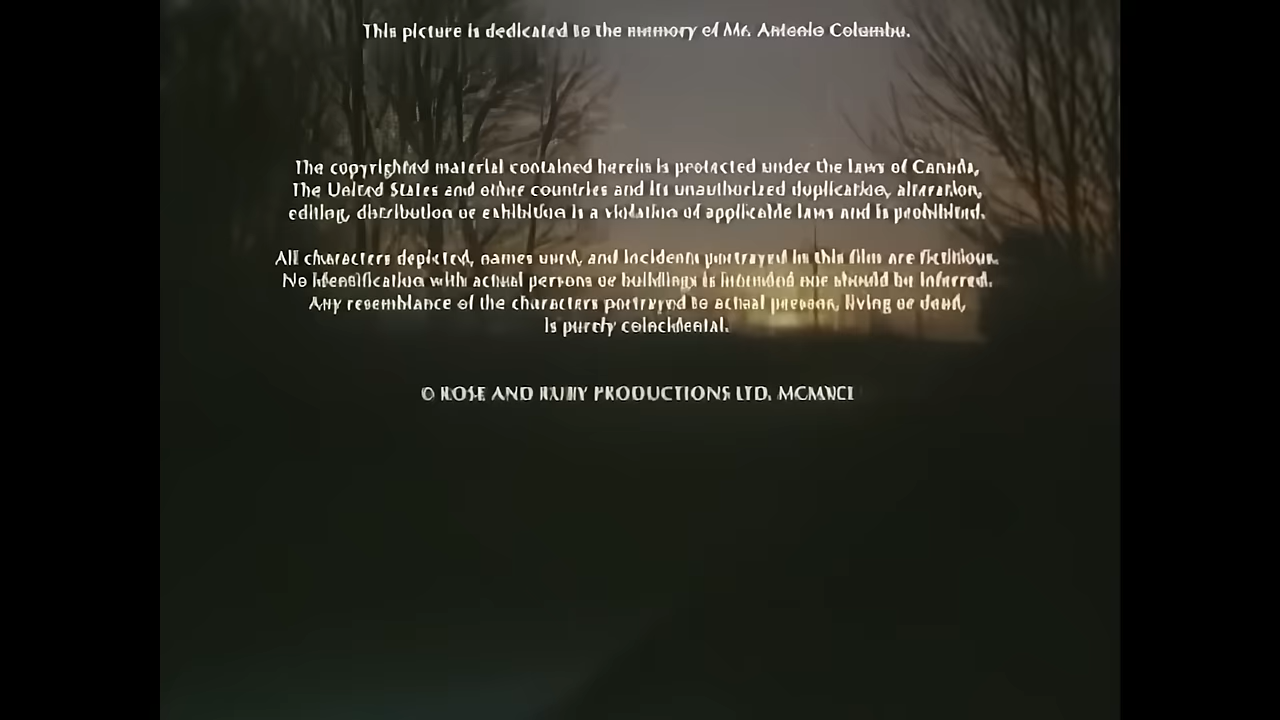 This picture is dedicated to the memory of Mr. Antonio Columbu.
The copyrighted material contained herein is protected under the laws of Canada,
The United States and other countries and its unauthorized duplication, alteration,
editing, distribution or exhibition is a violation of applicable laws and is prohibited.
All characters depicted, names used, and incidents portrayed in this film are fictitious.
No identification with actual persons or buildings is intended nor should be inferred.
Any resemblance of the characters portrayed to actual persons, living or dead,
is purely coincidental.
© ROSE AND RUBY PRODUCTIONS LTD. MCMXCI